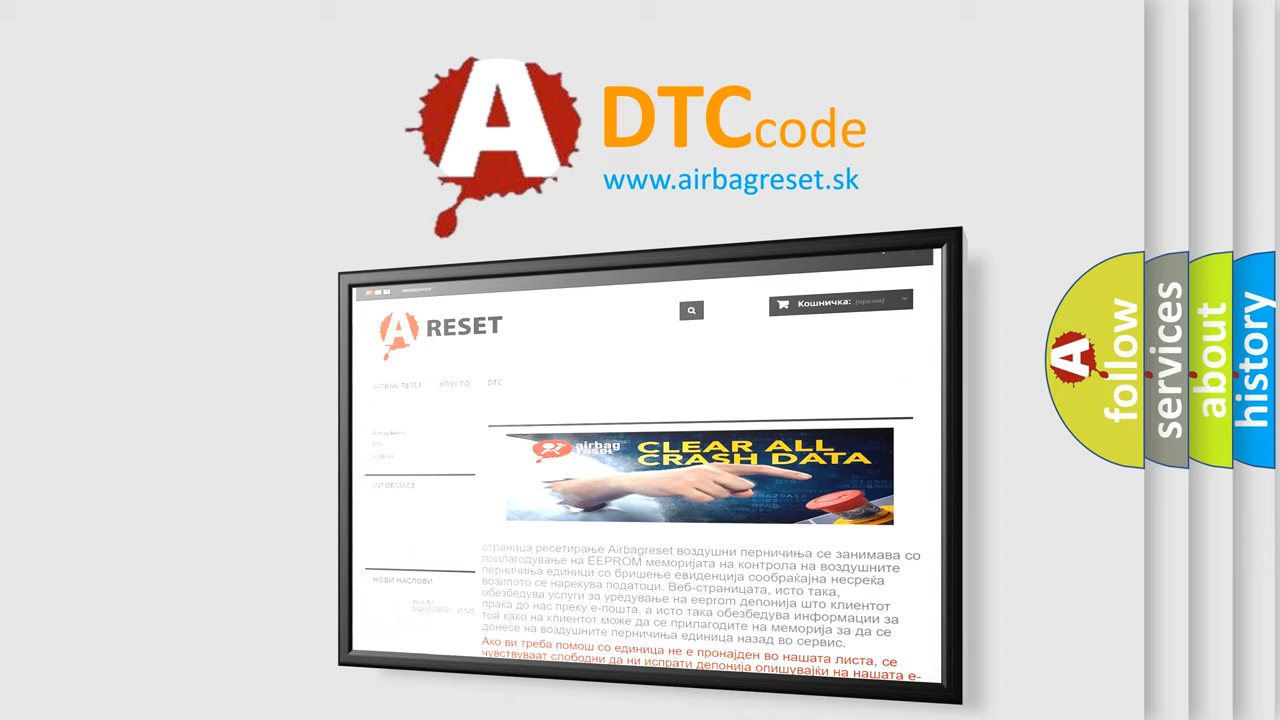 A
DTCcode
www.airbagreset.sk
A RESET
Кошничка: (празна)
AIRBAG RESET HOW TO DTC
INFORMACE
НОВИ НАСЛОВИ
airbag
reset
CLEAR ALL
CRASH DATA
страница ресетирање Airbagreset воздушни перничиња се занимава со
прилагодување на EEPROM меморијата на контрола на воздушните
перничиња единици со бришење евиденција сообраќајна несреќа
возилото се нарекува податоци. Веб-страницата, исто така,
обезбедува услуги за уредување на eeprom депонија што клиентот
праќа до нас преку е-пошта, а исто така обезбедува информации за
тоа како на клиентот може да се прилагодите на меморија за да се
донесе на воздушните перничиња единица назад во сервис.
Ако ви треба помош со единица не е пронајден во нашата листа, се
чувствуваат слободни да ни испрати депонија опишувајќи на нашата е-
A
follow
services
about
history